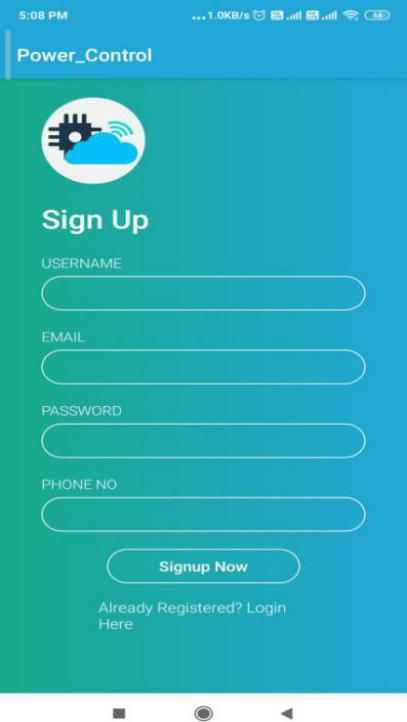 5:08 PM
...1.0KB/s
46
Power_Control
Sign Up
USERNAME
EMAIL
PASSWORD
PHONE NO
Signup Now
Already Registered? Login
Here